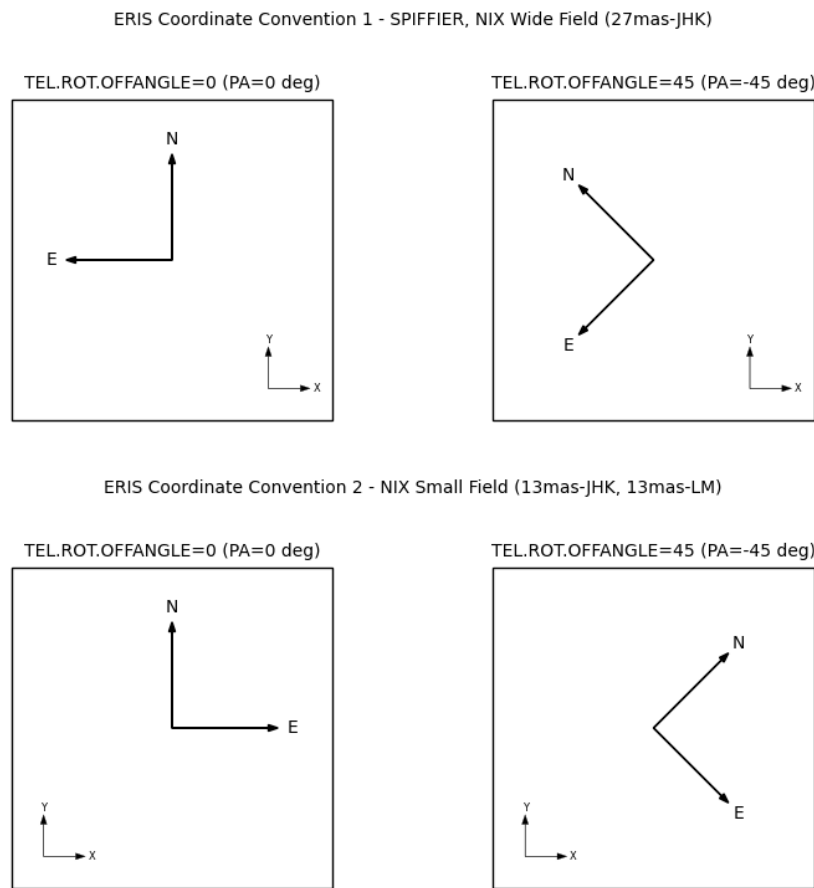 ERIS Coordinate Convention 1 - SPIFFIER, NIX Wide Field (27mas-JHK)
TEL.ROT.OFFANGLE=0 (PA=0 deg)
TEL.ROT.OFFANGLE=45 (PA=-45 deg)
N
N
E
E
Y
Y
X
X
ERIS Coordinate Convention 2 - NIX Small Field (13mas-JHK, 13mas-LM)
TEL.ROT.OFFANGLE=0 (PA=0 deg)
TEL.ROT.OFFANGLE=45 (PA=-45 deg)
N
N
E
E
Y
Y
X
X